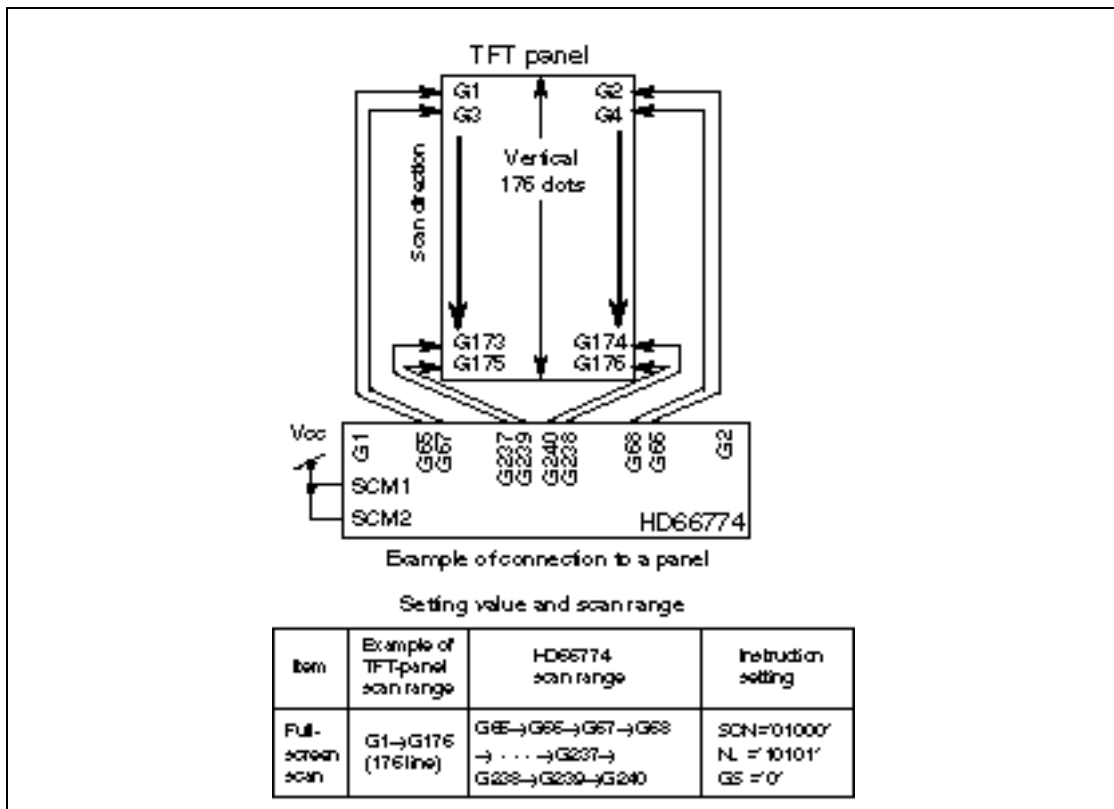 TFT panel
G1
G2
G3
G4
Vertical
176 dots
Scan direction
G173
G174
G175
G176
Vcc
G1
G65
G67
G237
G239
G240
G238
G68
G66
G2
SCM1
SCM2
HD66774
Example of connection to a panel
Setting value and scan range
Item
Example of
TFT-panel
scan range
HD66774
scan range
Instruction
setting
Full-
screen
scan
G1→G176
(176 line)
G65→G66→G67→G68
→ · · · · →G237→
G238→G239→G240
SCN='01000'
NL ='10101'
GS ='0'